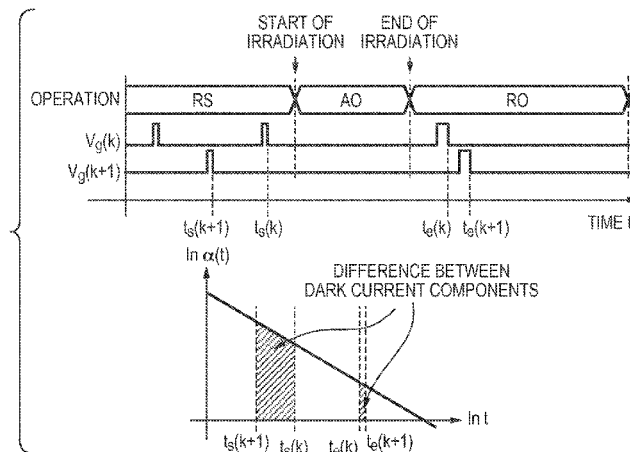 START OF IRRADIATION
END OF IRRADIATION
OPERATION
RS
AO
RO
Vg(k)
Vg(k+1)
ts(k+1)
ts(k)
te(k)
te(k+1)
TIME t
ln α(t)
DIFFERENCE BETWEEN
DARK CURRENT COMPONENTS
ln t
ts(k+1)
ts(k)
te(k)
te(k+1)